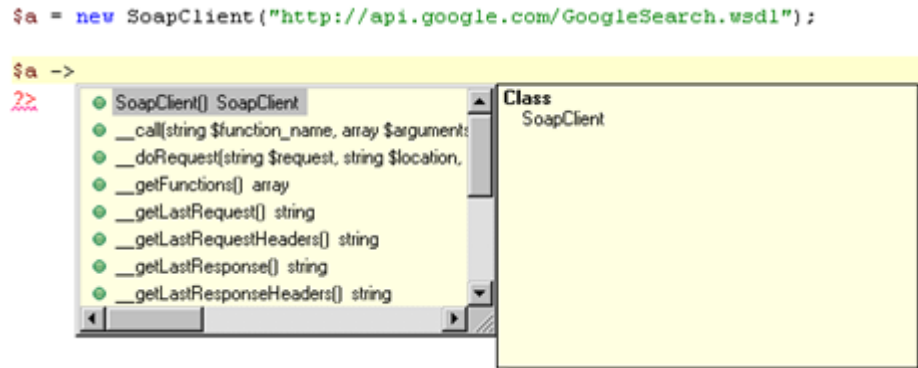 $a = new SoapClient("http://api.google.com/GoogleSearch.wsdl");
$a ->
?>
SoapClient() SoapClient
__call(string $function_name, array $arguments
__doRequest(string $request, string $location,
__getFunctions() array
__getLastRequest() string
__getLastRequestHeaders() string
__getLastResponse() string
__getLastResponseHeaders() string
Class
SoapClient